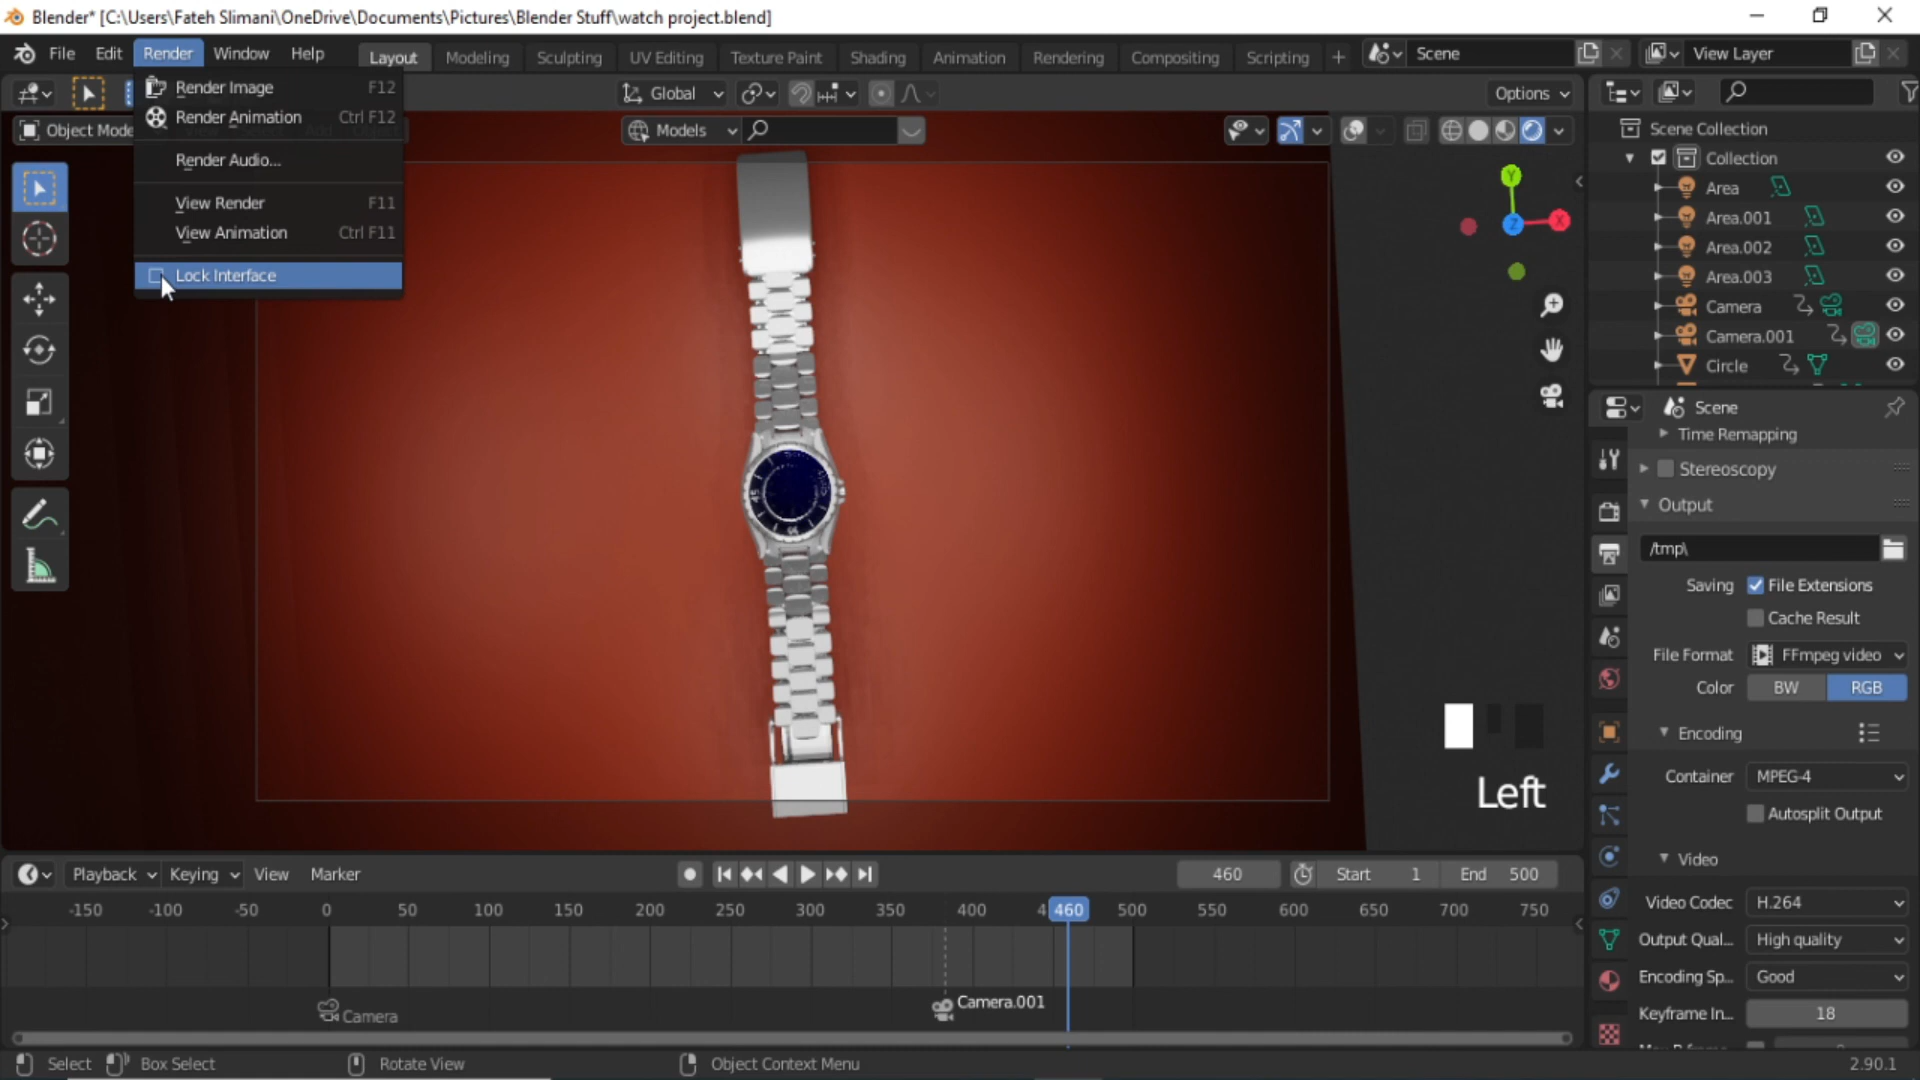 Blender* [C:\Users\Fateh Slimani\OneDrive\Documents\Pictures\Blender Stuff\watch project.blend]
File Edit Render Window Help Layout Modeling Sculpting UV Editing Texture Paint Shading Animation Rendering Compositing Scripting + Scene View Layer
Render Image F12
Render Animation Ctrl F12
Render Audio...
View Render F11
View Animation Ctrl F11
Lock Interface
Global Options
Object Mode Models
Y
X
Z
Scene Collection
Collection
Area
Area.001
Area.002
Area.003
Camera
Camera.001
Circle
Scene
Time Remapping
Stereoscopy
Output
/tmp\
Saving File Extensions
Cache Result
File Format FFmpeg video
Color BW RGB
Encoding
Container MPEG-4
Autosplit Output
Video
Video Codec H.264
Output Qual... High quality
Encoding Sp... Good
Keyframe In... 18
Left
Playback Keying View Marker 460 Start 1 End 500
-150 -100 -50 0 50 100 150 200 250 300 350 400 4 460 500 550 600 650 700 750
Camera.001
Camera
Select Box Select Rotate View Object Context Menu 2.90.1